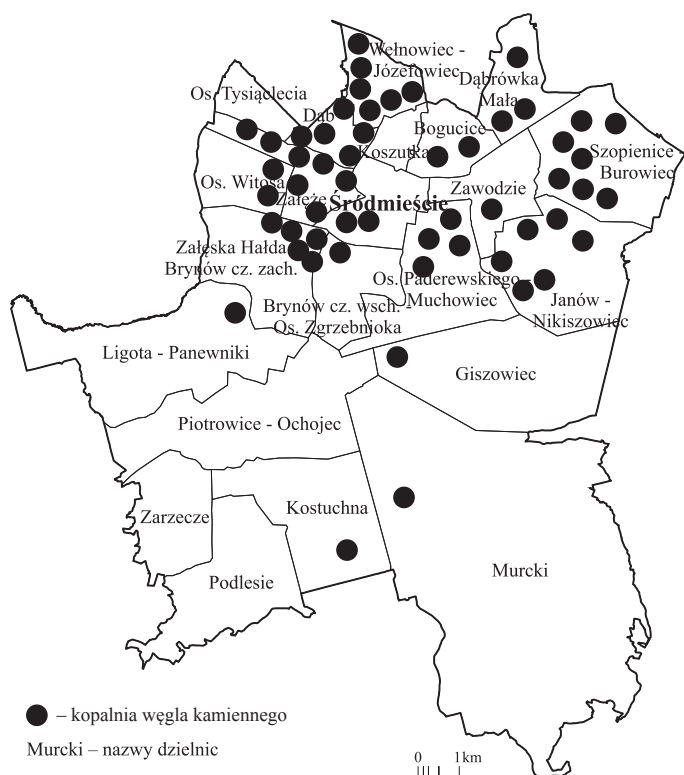 Wełnowiec -
Józefowiec
Dąbrówka
Mała
Os. Tysiąclecia
Dąb
Bogucice
Koszutka
Szopienice
Burowiec
Os. Witosa
Zawodzie
Załęże
Śródmieście
Załęska Hałda
Brynów cz. zach.
Os. Paderewskiego -
Muchowiec
Janów -
Nikiszowiec
Brynów cz. wsch. -
Os. Zgrzebnioka
Ligota - Panewniki
Giszowiec
Piotrowice - Ochojec
Kostuchna
Zarzecze
Murcki
Podlesie
– kopalnia węgla kamiennego
Murcki – nazwy dzielnic
0 1km